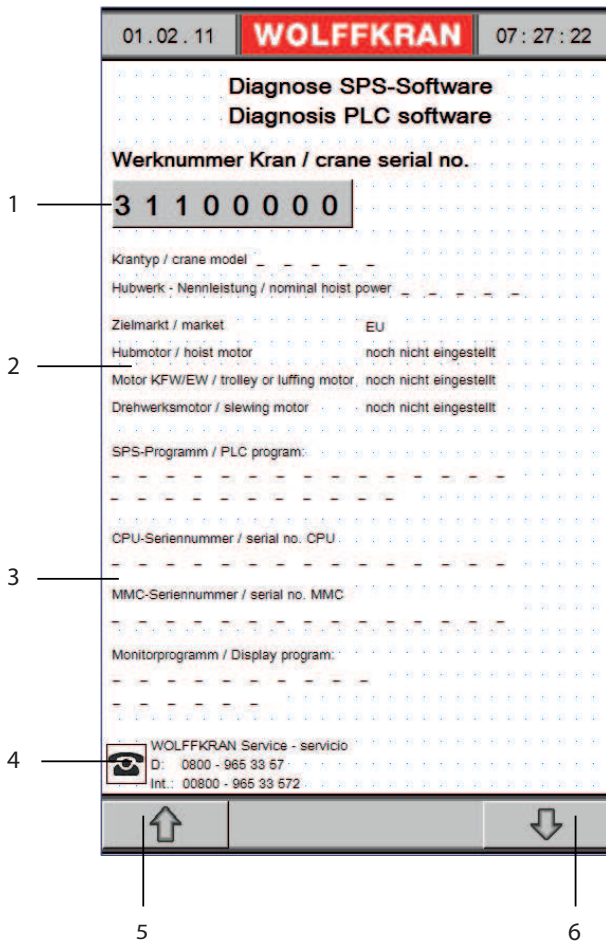 01.02.11 WOLFFKRAN 07:27:22
Diagnose SPS-Software
Diagnosis PLC software
Werknummer Kran / crane serial no.
1 31100000
Krantyp / crane model _ _ _ _ _
Hubwerk - Nennleistung / nominal hoist power _ _ _ _ _
Zielmarkt / market EU
Hubmotor / hoist motor noch nicht eingestellt
2
Motor KFW/EW / trolley or luffing motor noch nicht eingestellt
Drehwerksmotor / slewing motor noch nicht eingestellt
SPS-Programm / PLC program:
_ _ _ _ _ _ _ _ _ _ _ _ _ _ _
_ _ _ _ _ _ _ _ _ _ _
CPU-Seriennummer / serial no. CPU
_ _ _ _ _ _ _ _ _ _ _ _ _ _ _
3
MMC-Seriennummer / serial no. MMC
_ _ _ _ _ _ _ _ _ _ _ _ _ _ _
Monitorprogramm / Display program:
_ _ _ _ _ _ _ _ _ _
_ _ _ _ _ _
WOLFFKRAN Service - servicio
4 D: 0800 - 965 33 57
Int.: 00800 - 965 33 572
5 6